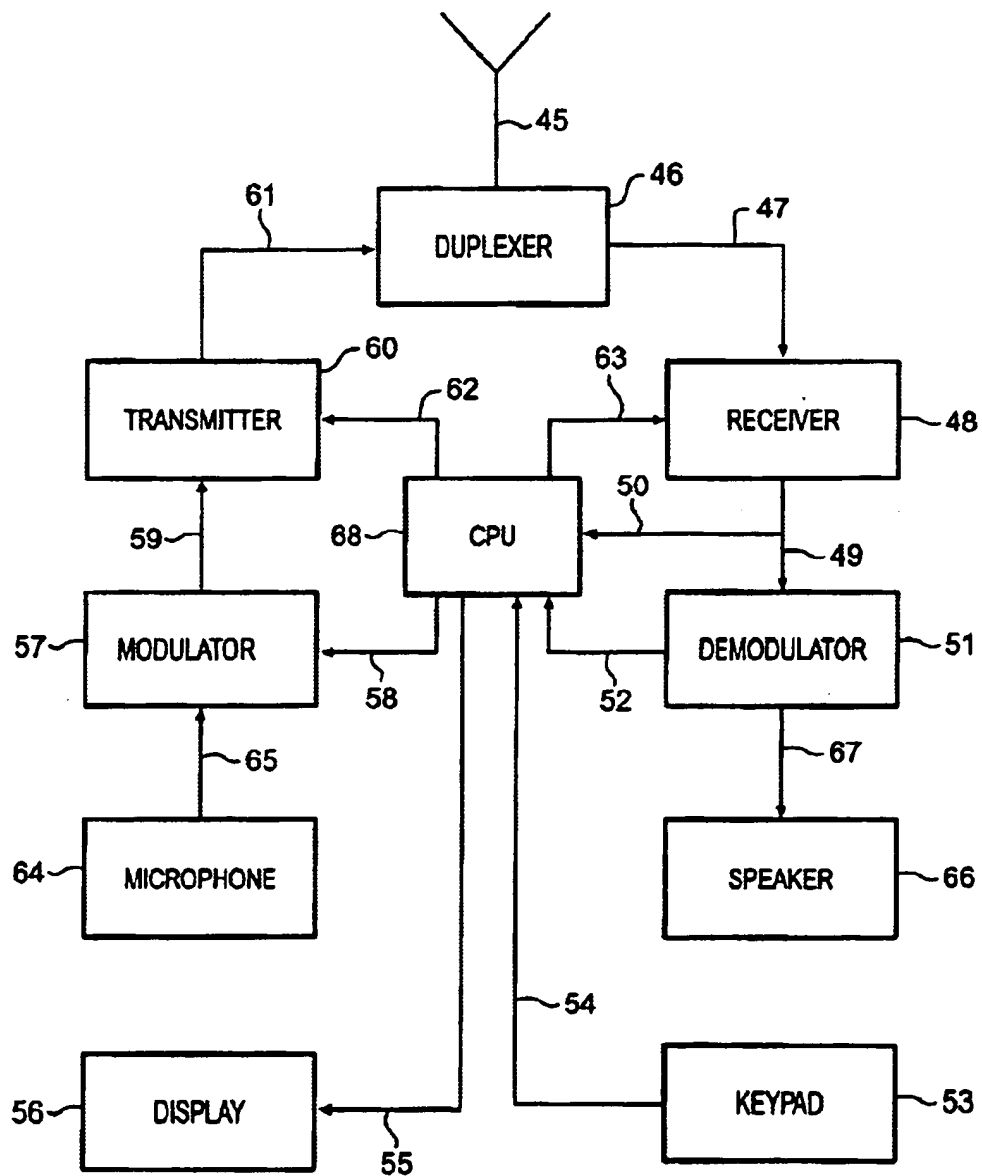 45
46
47
61
DUPLEXER
60
62
63
TRANSMITTER
RECEIVER
48
50
68
CPU
59
49
57
MODULATOR
58
52
DEMODULATOR
51
65
67
64
MICROPHONE
SPEAKER
66
54
56
DISPLAY
55
KEYPAD
53